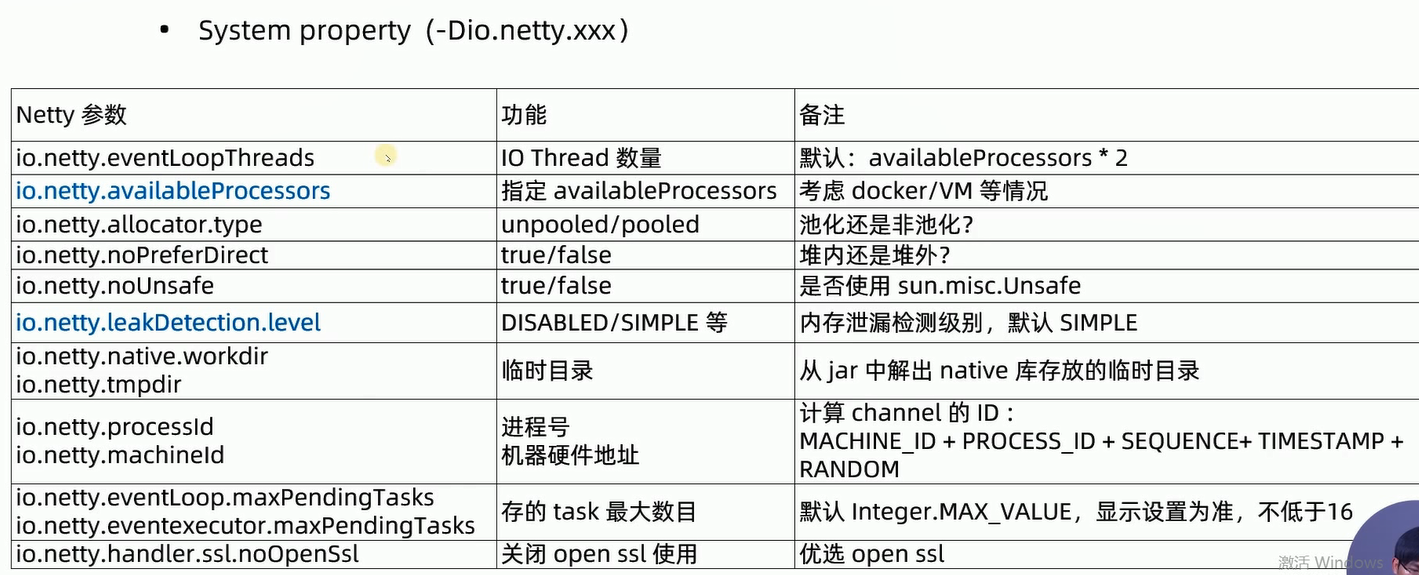 • System property（-Dio.netty.xxx）
Netty 参数 功能 备注
io.netty.eventLoopThreads IO Thread 数量 默认：availableProcessors * 2
io.netty.availableProcessors 指定 availableProcessors 考虑 docker/VM 等情况
io.netty.allocator.type unpooled/pooled 池化还是非池化？
io.netty.noPreferDirect true/false 堆内还是堆外？
io.netty.noUnsafe true/false 是否使用 sun.misc.Unsafe
io.netty.leakDetection.level DISABLED/SIMPLE 等 内存泄漏检测级别，默认 SIMPLE
io.netty.native.workdir
io.netty.tmpdir
临时目录
从 jar 中解出 native 库存放的临时目录
io.netty.processId
io.netty.machineId
进程号
机器硬件地址
计算 channel 的 ID：
MACHINE_ID + PROCESS_ID + SEQUENCE+ TIMESTAMP +
RANDOM
io.netty.eventLoop.maxPendingTasks
io.netty.eventexecutor.maxPendingTasks
存的 task 最大数目
默认 Integer.MAX_VALUE，显示设置为准，不低于16
io.netty.handler.ssl.noOpenSsl 关闭 open ssl 使用 优选 open ssl
激活 Windows